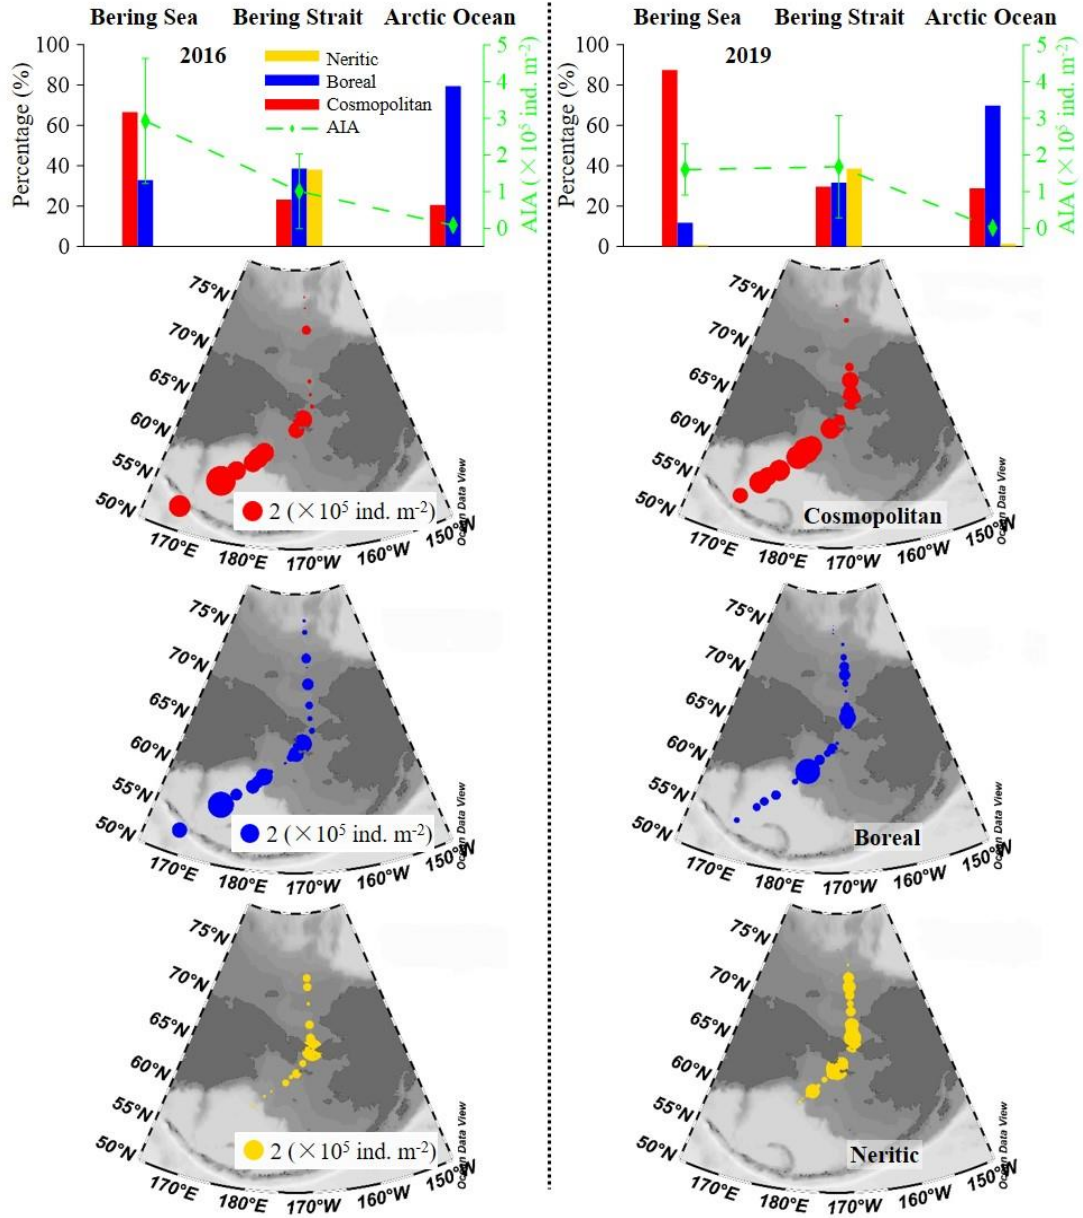 Bering Sea Bering Strait Arctic Ocean
2016
Percentage (%)
100
80
60
40
20
0
Neritic
Boreal
Cosmopolitan
AIA
5
4
3
2
1
0
AIA (×10⁵ ind. m⁻²)
Bering Sea Bering Strait Arctic Ocean
2019
Percentage (%)
100
80
60
40
20
0
5
4
3
2
1
0
AIA (×10⁵ ind. m⁻²)
75°N
70°N
65°N
60°N
55°N
50°N
170°E
180°E
170°W
160°W
150°W
2 (×10⁵ ind. m⁻²)
Ocean Data View
75°N
70°N
65°N
60°N
55°N
50°N
170°E
180°E
170°W
160°W
150°W
Cosmopolitan
Ocean Data View
75°N
70°N
65°N
60°N
55°N
50°N
170°E
180°E
170°W
160°W
150°W
2 (×10⁵ ind. m⁻²)
Ocean Data View
75°N
70°N
65°N
60°N
55°N
50°N
170°E
180°E
170°W
160°W
150°W
Boreal
Ocean Data View
75°N
70°N
65°N
60°N
55°N
50°N
170°E
180°E
170°W
160°W
150°W
2 (×10⁵ ind. m⁻²)
Ocean Data View
75°N
70°N
65°N
60°N
55°N
50°N
170°E
180°E
170°W
160°W
150°W
Neritic
Ocean Data View